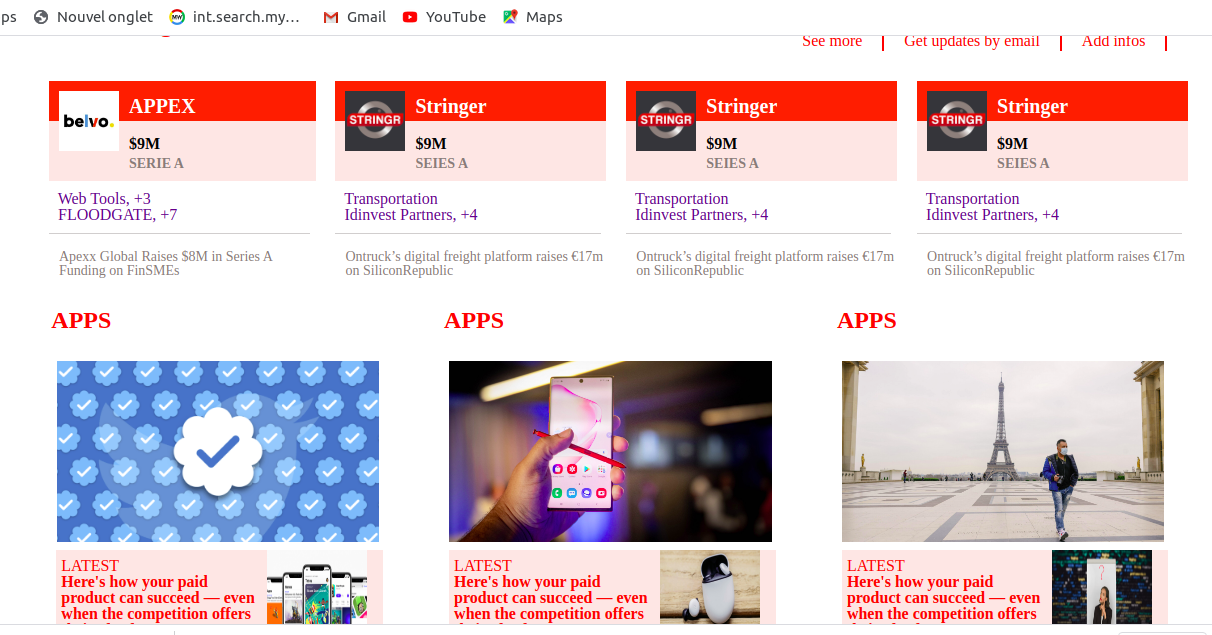 ps Nouvel onglet int.search.my… Gmail YouTube Maps
See more Get updates by email Add infos
belvo. APPEX
$9M
SERIE A
Web Tools, +3
FLOODGATE, +7
Apexx Global Raises $8M in Series A
Funding on FinSMEs
STRINGR Stringer
$9M
SEIES A
Transportation
Idinvest Partners, +4
Ontruck’s digital freight platform raises €17m
on SiliconRepublic
STRINGR Stringer
$9M
SEIES A
Transportation
Idinvest Partners, +4
Ontruck’s digital freight platform raises €17m
on SiliconRepublic
STRINGR Stringer
$9M
SEIES A
Transportation
Idinvest Partners, +4
Ontruck’s digital freight platform raises €17m
on SiliconRepublic
APPS
LATEST
Here's how your paid
product can succeed — even
when the competition offers
APPS
LATEST
Here's how your paid
product can succeed — even
when the competition offers
APPS
LATEST
Here's how your paid
product can succeed — even
when the competition offers